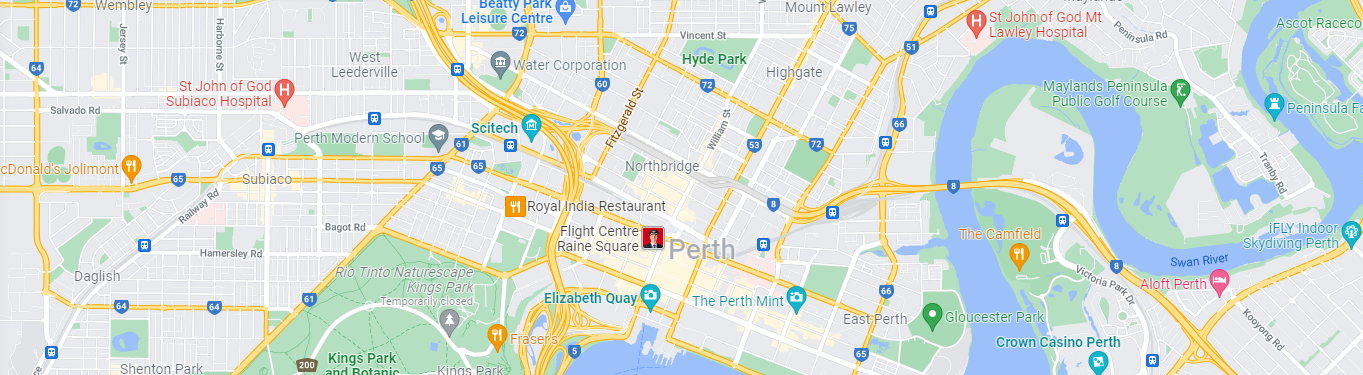 Wembley
72
Beatty Park
Leisure Centre
Mount Lawley
St John of God Mt
Lawley Hospital
Ascot Raceco
Jersey St
Harborne St
72
Vincent St
75
51
Peninsula Rd
64
West
Leederville
Water Corporation
Hyde Park
Highgate
St John of God
Subiaco Hospital
60
72
Maylands Peninsula
Public Golf Course
Peninsula Fa
64
Salvado Rd
Fitzgerald St
William St
66
Perth Modern School
61
Scitech
53
72
cDonald's Jolimont
65
65
65
Northbridge
Tranby Rd
Subiaco
8
8
Railway Rd
Royal India Restaurant
Bagot Rd
Flight Centre
Raine Square
Perth
The Camfield
iFLY Indoor
Skydiving Perth
Hamersley Rd
Swan River
Daglish
Rio Tinto Naturescape
Kings Park
Temporarily closed
8
Victoria Park Dr
Aloft Perth
64
64
61
Elizabeth Quay
The Perth Mint
66
East Perth
Gloucester Park
Kooyong Rd
Fraser's
5
65
Crown Casino Perth
200
Kings Park
and Botanic
Kings Park
Shenton Park